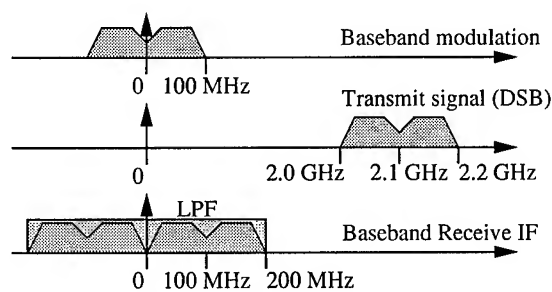 Baseband modulation
0 100 MHz
Transmit signal (DSB)
0 2.0 GHz 2.1 GHz 2.2 GHz
LPF
Baseband Receive IF
0 100 MHz 200 MHz